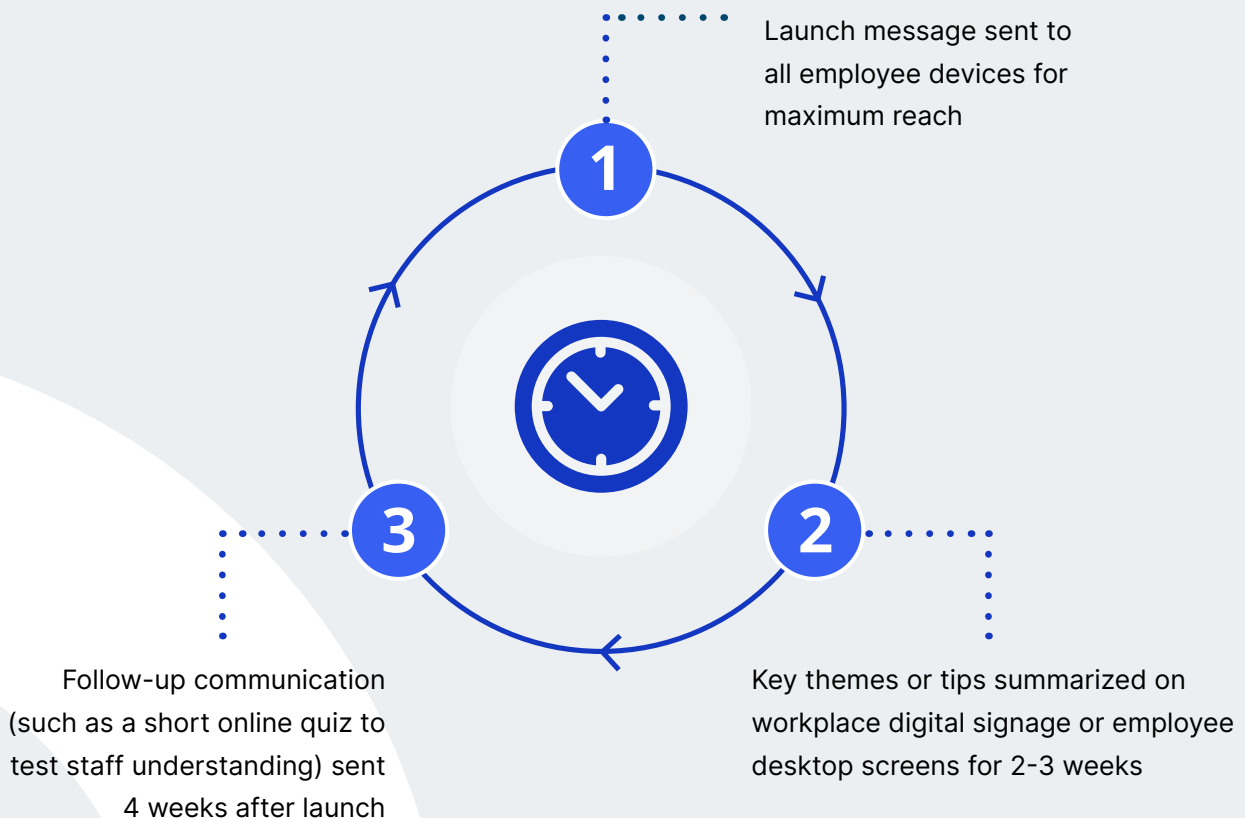 Launch message sent to
all employee devices for
maximum reach
1
2
Key themes or tips summarized on
workplace digital signage or employee
desktop screens for 2-3 weeks
3
Follow-up communication
(such as a short online quiz to
test staff understanding) sent
4 weeks after launch